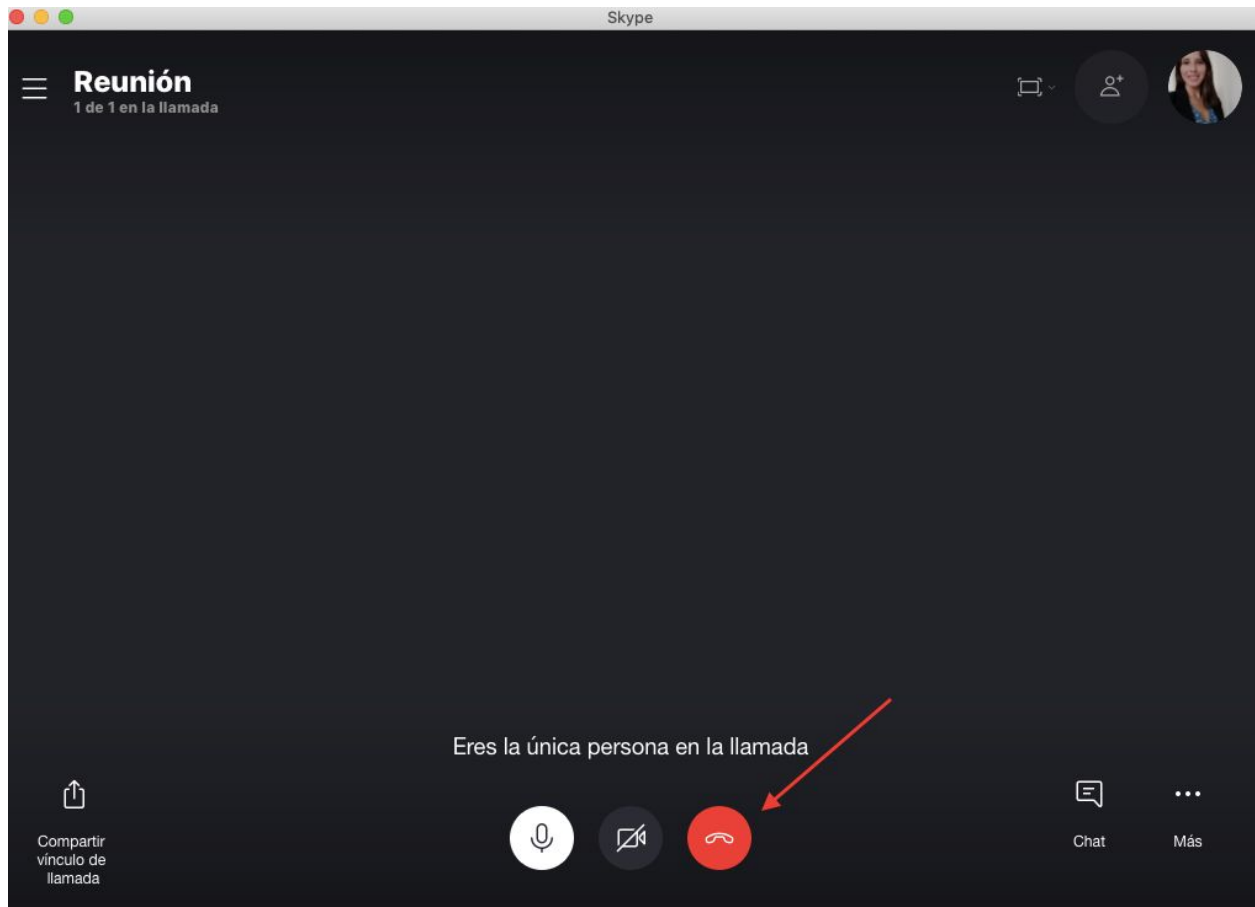 Skype
Reunión
1 de 1 en la llamada
Eres la única persona en la llamada
Compartir
vínculo de
llamada
Chat
Más